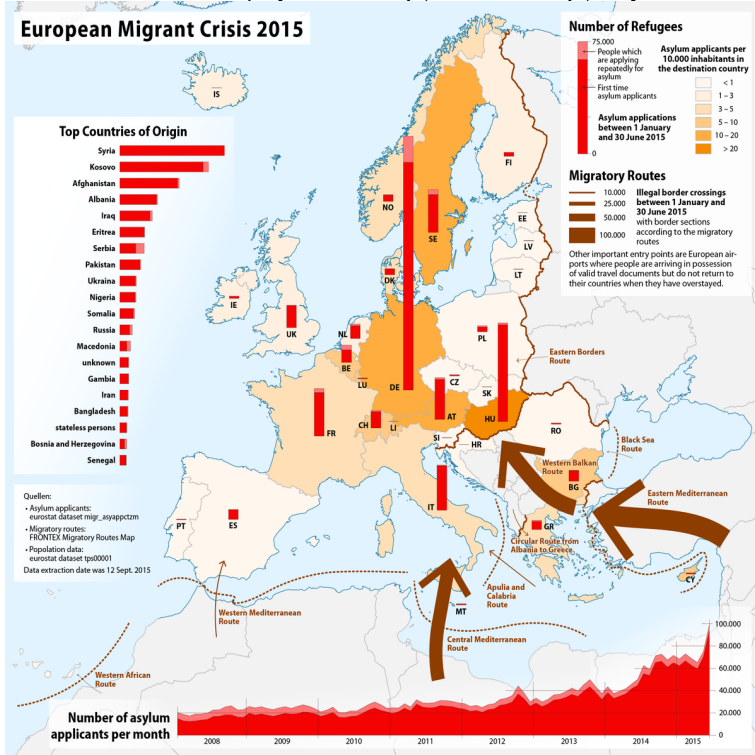 European Migrant Crisis 2015
Number of Refugees
75.000
People which
are applying
repeatedly for
asylum
First time
asylum applicants
Asylum applications
between 1 January
and 30 June 2015
0
Asylum applicants per
10.000 inhabitants in
the destination country
< 1
1 – 3
3 – 5
5 – 10
10 – 20
> 20
Migratory Routes
10.000
25.000
50.000
100.000
Illegal border crossings
between 1 January and
30 June 2015
with border sections
according to the migratory
routes
Other important entry points are European air-
ports where people are arriving in possession
of valid travel documents but do not return to
their countries when they have overstayed.
Top Countries of Origin
Syria
Kosovo
Afghanistan
Albania
Iraq
Eritrea
Serbia
Pakistan
Ukraina
Nigeria
Somalia
Russia
Macedonia
unknown
Gambia
Iran
Bangladesh
stateless persons
Bosnia and Herzegovina
Senegal
IS
NO
SE
FI
EE
LV
LT
DK
IE
UK
NL
BE
LU
DE
PL
CZ
SK
AT
HU
CH
LI
FR
SI
HR
RO
BG
IT
GR
PT
ES
MT
CY
Eastern Borders
Route
Black Sea
Route
Western Balkan
Route
Eastern Mediterranean
Route
Circular Route from
Albania to Greece
Apulia and
Calabria
Route
Central Mediterranean
Route
Western Mediterranean
Route
Western African
Route
Quellen:
• Asylum applicants:
eurostat dataset migr_asyappctzm
• Migratory routes:
FRONTEX Migratory Routes Map
• Population data:
eurostat dataset tps00001
Data extraction date was 12 Sept. 2015
Number of asylum
applicants per month
100.000
80.000
60.000
40.000
20.000
0
2008
2009
2010
2011
2012
2013
2014
2015